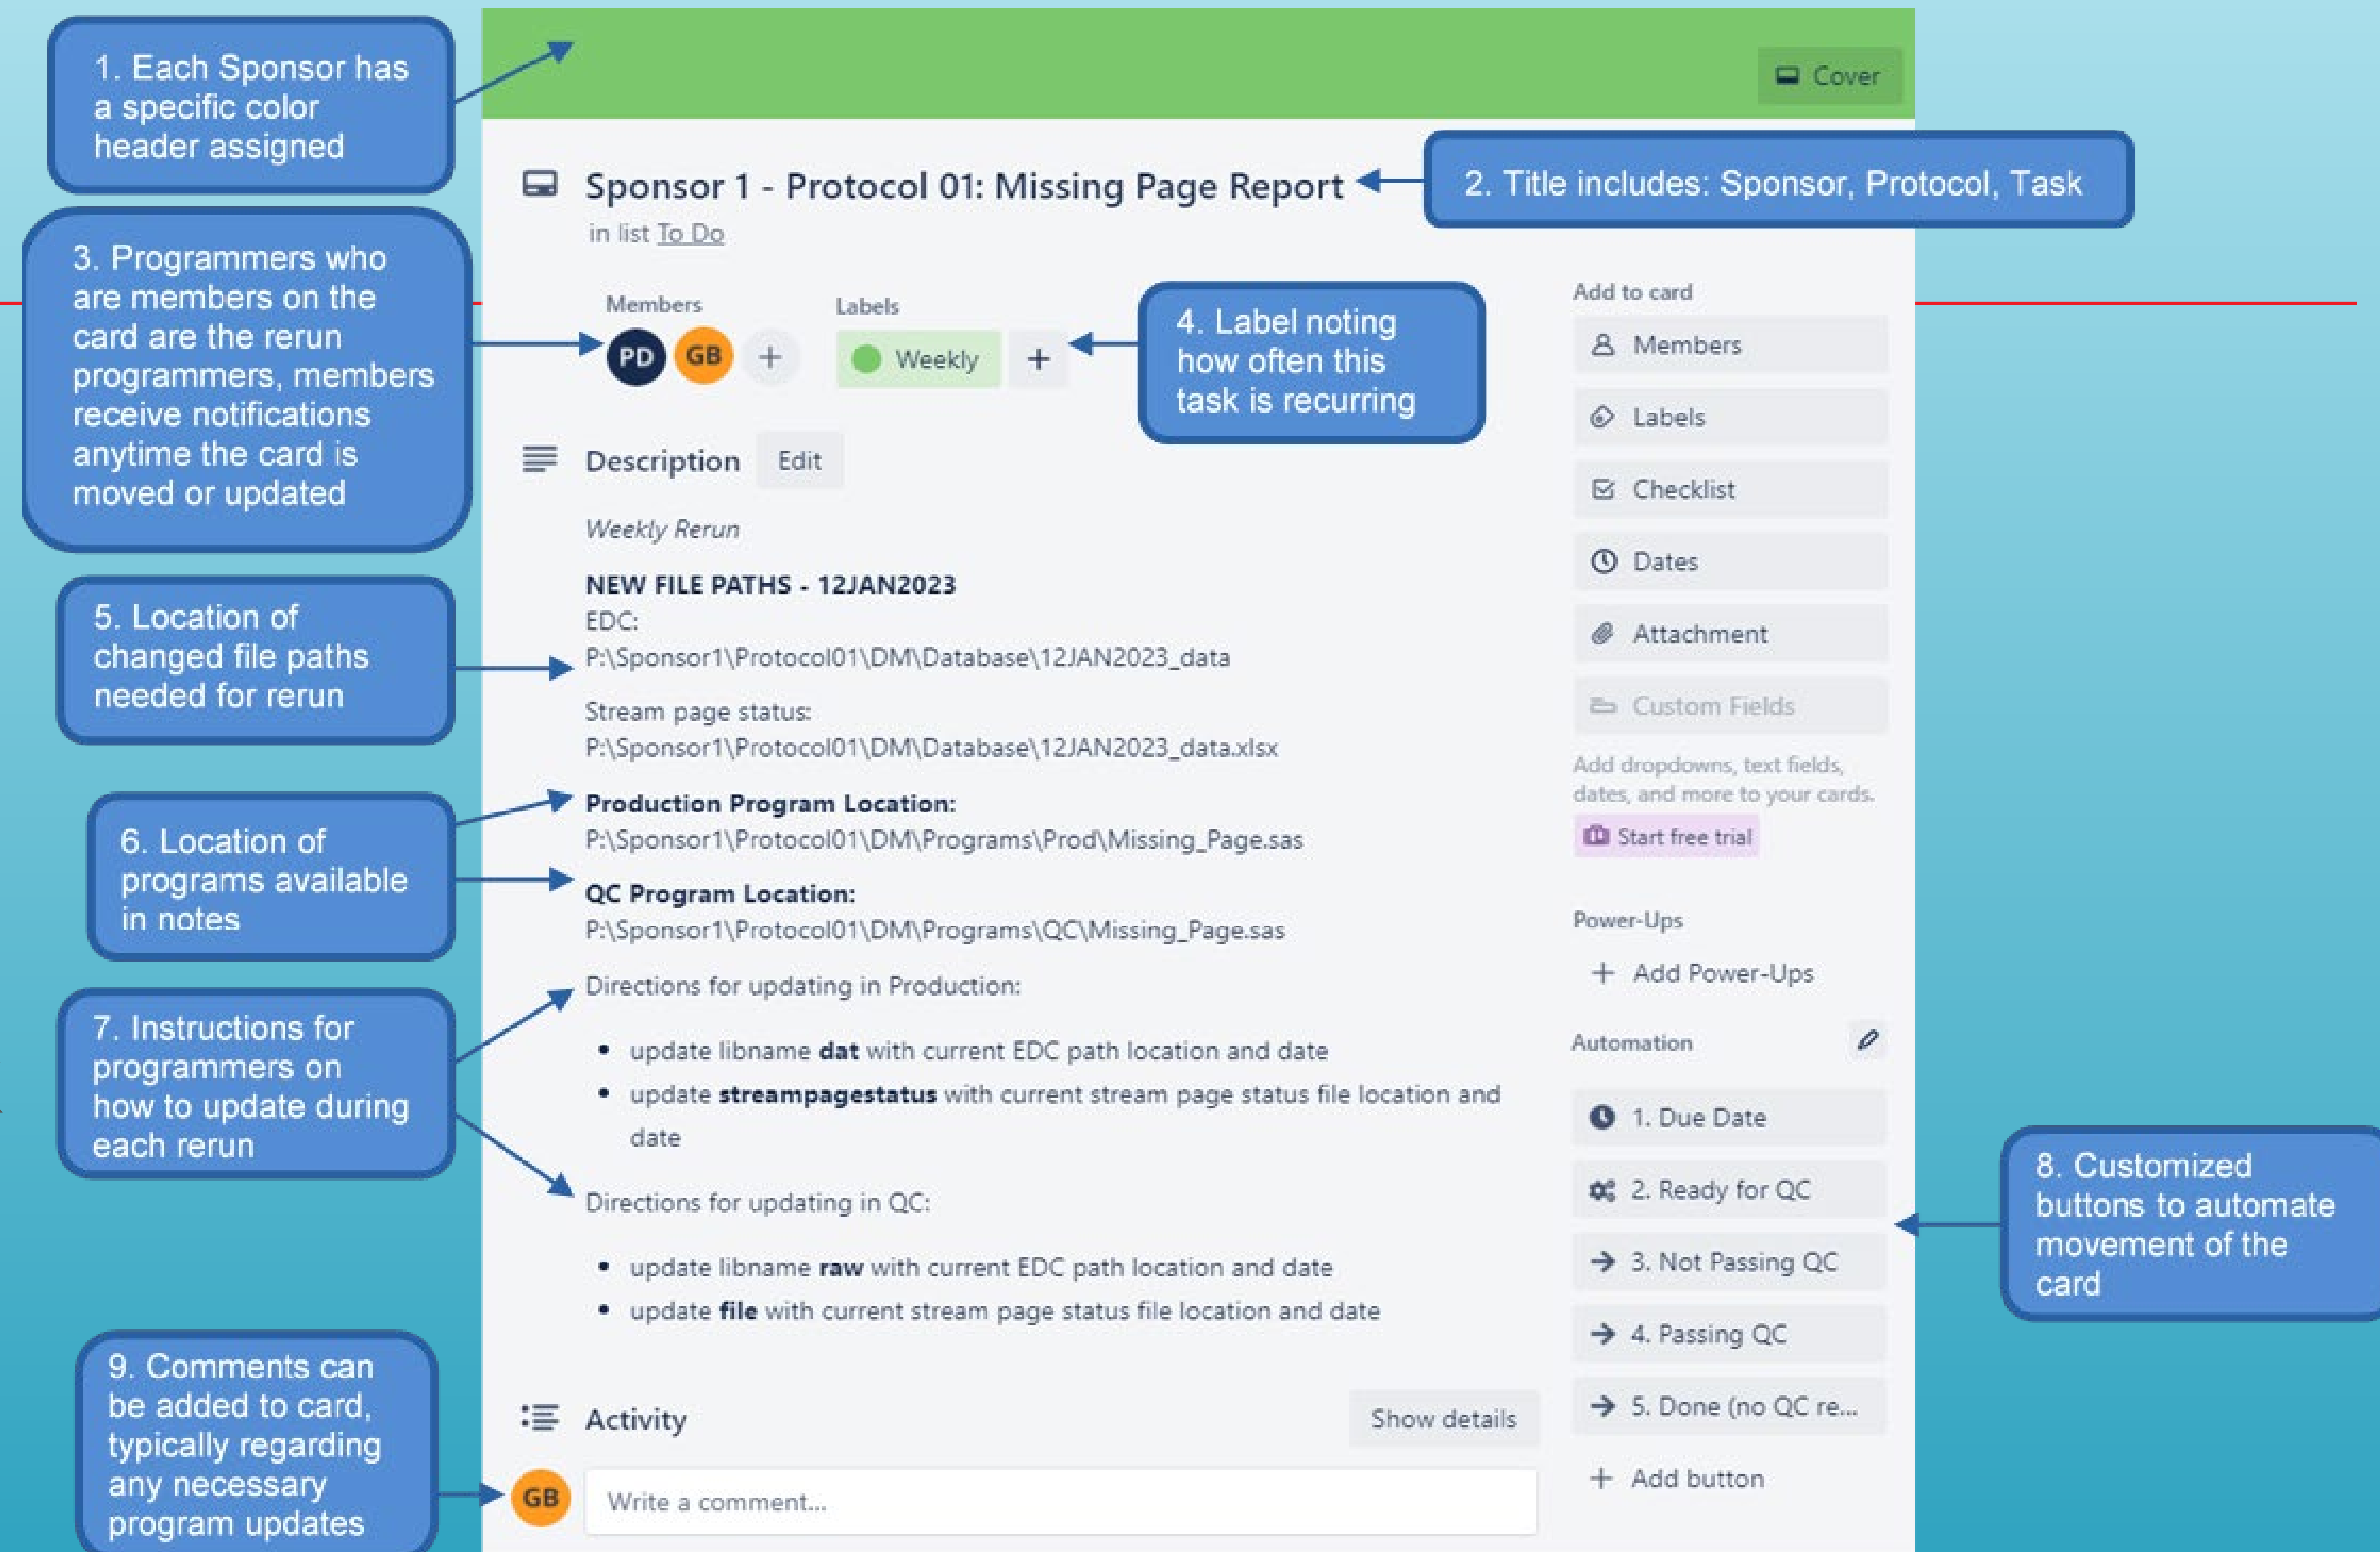 1. Each Sponsor has
a specific color
header assigned
Cover
Sponsor 1 - Protocol 01: Missing Page Report
in list To Do
2. Title includes: Sponsor, Protocol, Task
3. Programmers who
are members on the
card are the rerun
programmers, members
receive notifications
anytime the card is
moved or updated
Members
PD
GB
+
Labels
Weekly
+
4. Label noting
how often this
task is recurring
Description
Edit
Weekly Rerun
5. Location of
changed file paths
needed for rerun
NEW FILE PATHS - 12JAN2023
EDC:
P:\Sponsor1\Protocol01\DM\Database\12JAN2023_data
Stream page status:
P:\Sponsor1\Protocol01\DM\Database\12JAN2023_data.xlsx
6. Location of
programs available
in notes
Production Program Location:
P:\Sponsor1\Protocol01\DM\Programs\Prod\Missing_Page.sas
QC Program Location:
P:\Sponsor1\Protocol01\DM\Programs\QC\Missing_Page.sas
7. Instructions for
programmers on
how to update during
each rerun
Directions for updating in Production:
• update libname dat with current EDC path location and date
• update streampagestatus with current stream page status file location and
date
Directions for updating in QC:
• update libname raw with current EDC path location and date
• update file with current stream page status file location and date
9. Comments can
be added to card,
typically regarding
any necessary
program updates
Activity
Show details
GB
Write a comment...
Add to card
Members
Labels
Checklist
Dates
Attachment
Custom Fields
Add dropdowns, text fields,
dates, and more to your cards.
Start free trial
Power-Ups
+ Add Power-Ups
Automation
1. Due Date
2. Ready for QC
3. Not Passing QC
4. Passing QC
5. Done (no QC re...
+ Add button
8. Customized
buttons to automate
movement of the
card